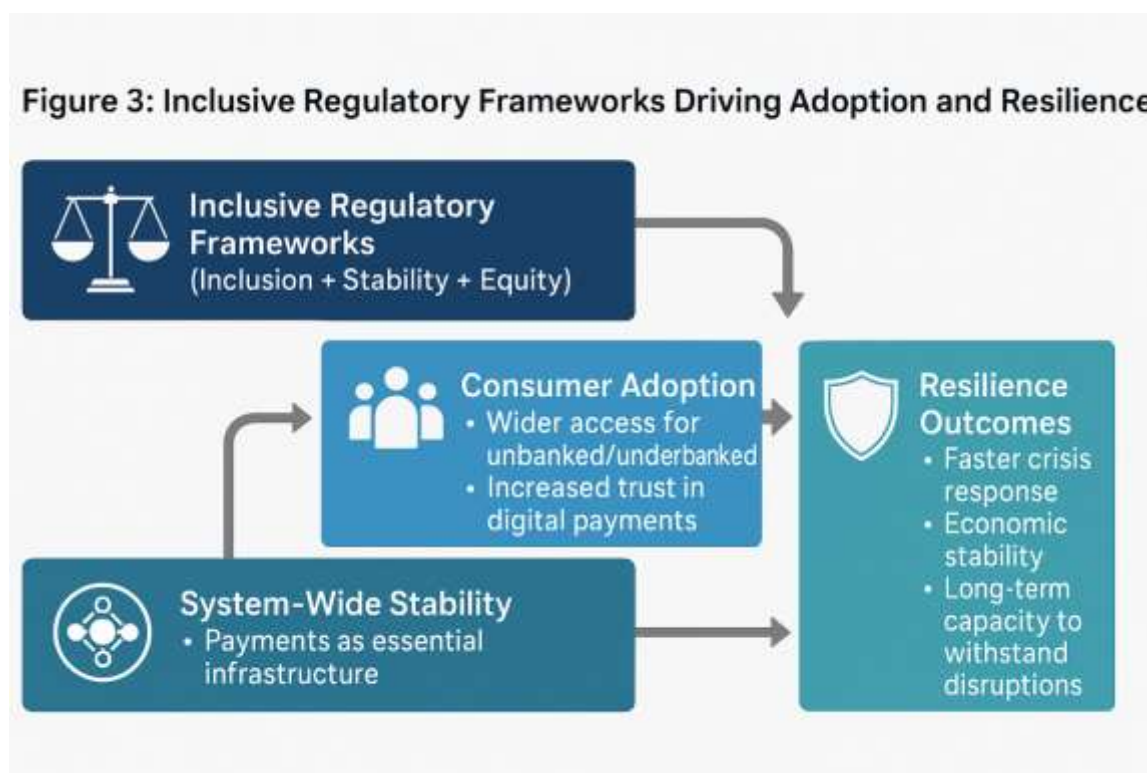 Figure 3: Inclusive Regulatory Frameworks Driving Adoption and Resilience
Inclusive Regulatory
Frameworks
(Inclusion + Stability + Equity)
Consumer Adoption
• Wider access for
unbanked/underbanked
• Increased trust in
digital payments
Resilience
Outcomes
• Faster crisis
response
• Economic
stability
• Long-term
capacity to
withstand
disruptions
System-Wide Stability
• Payments as essential
infrastructure